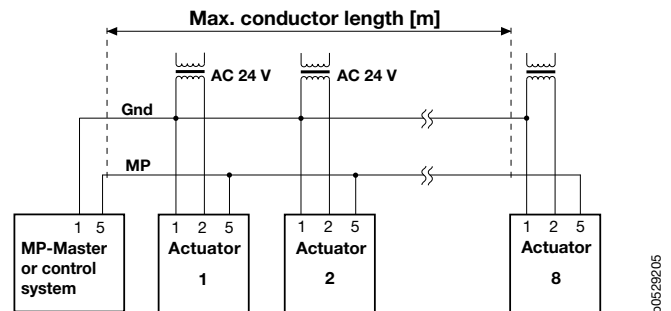 Max. conductor length [m]
AC 24 V
AC 24 V
Gnd
MP
1 5
MP-Master
or control
system
1 2 5
Actuator
1
1 2 5
Actuator
2
1 2 5
Actuator
8